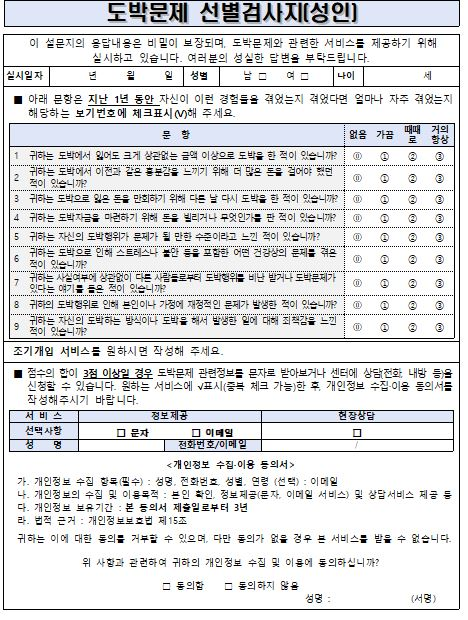 도박문제 선별검사지(성인)
이 설문지의 응답내용은 비밀이 보장되며, 도박문제와 관련한 서비스를 제공하기 위해
실시하고 있습니다. 여러분의 성실한 답변을 부탁드립니다.
실시일자 년 월 일 성별 남 □ 여 □ 나이 세
■ 아래 문항은 지난 1년 동안 자신이 이런 경험들을 겪었는지 겪었다면 얼마나 자주 겪었는지
해당하는 보기번호에 체크표시(V)해 주세요.
문 항 없음 가끔 때때로 거의 항상
1 귀하는 도박에서 잃어도 크게 상관없는 금액 이상으로 도박을 한 적이 있습니까? ⓪ ① ② ③
2 귀하는 도박에서 이전과 같은 흥분감을 느끼기 위해 더 많은 돈을 걸어야 했던
적이 있습니까? ⓪ ① ② ③
3 귀하는 도박으로 잃은 돈을 만회하기 위해 다른 날 다시 도박을 한 적이 있습니까? ⓪ ① ② ③
4 귀하는 도박자금을 마련하기 위해 돈을 빌리거나 무엇인가를 판 적이 있습니까? ⓪ ① ② ③
5 귀하는 자신의 도박행위가 문제가 될 만한 수준이라고 느낀 적이 있습니까? ⓪ ① ② ③
6 귀하는 도박으로 인해 스트레스나 불안 등을 포함한 어떤 건강상의 문제를 겪은
적이 있습니까? ⓪ ① ② ③
7 귀하는 사실여부에 상관없이 다른 사람들로부터 도박행위를 비난 받거나 도박문제가
있다는 얘기를 들은 적이 있습니까? ⓪ ① ② ③
8 귀하의 도박행위로 인해 본인이나 가정에 재정적인 문제가 발생한 적이 있습니까? ⓪ ① ② ③
9 귀하는 자신의 도박하는 방식이나 도박을 해서 발생한 일에 대해 죄책감을 느낀
적이 있습니까? ⓪ ① ② ③
조기개입 서비스를 원하시면 작성해 주세요.
■ 점수의 합이 3점 이상일 경우 도박문제 관련정보를 문자로 받아보거나 센터에 상담(전화, 내방 등)을
신청할 수 있습니다. 원하는 서비스에 √표시(중복 체크 가능)한 후, 개인정보 수집·이용 동의서를
작성해주시기 바랍니다.
서 비 스 정보제공 현장상담
선택사항 □ 문자 □ 이메일 □
성 명 전화번호/이메일 /
<개인정보 수집·이용 동의서>
가. 개인정보 수집 항목(필수) : 성명, 전화번호, 성별, 연령 (선택) : 이메일
나. 개인정보의 수집 및 이용목적 : 본인 확인, 정보제공(문자, 이메일 서비스) 및 상담서비스 제공 등
다. 개인정보 보유기간 : 본 동의서 제출일로부터 3년
라. 법적 근거 : 개인정보보호법 제15조
귀하는 이에 대한 동의를 거부할 수 있으며, 다만 동의가 없을 경우 본 서비스를 받을 수 없습니다.
위 사항과 관련하여 귀하의 개인정보 수집 및 이용에 동의하십니까?
□ 동의함 □ 동의하지 않음
성명 : (서명)